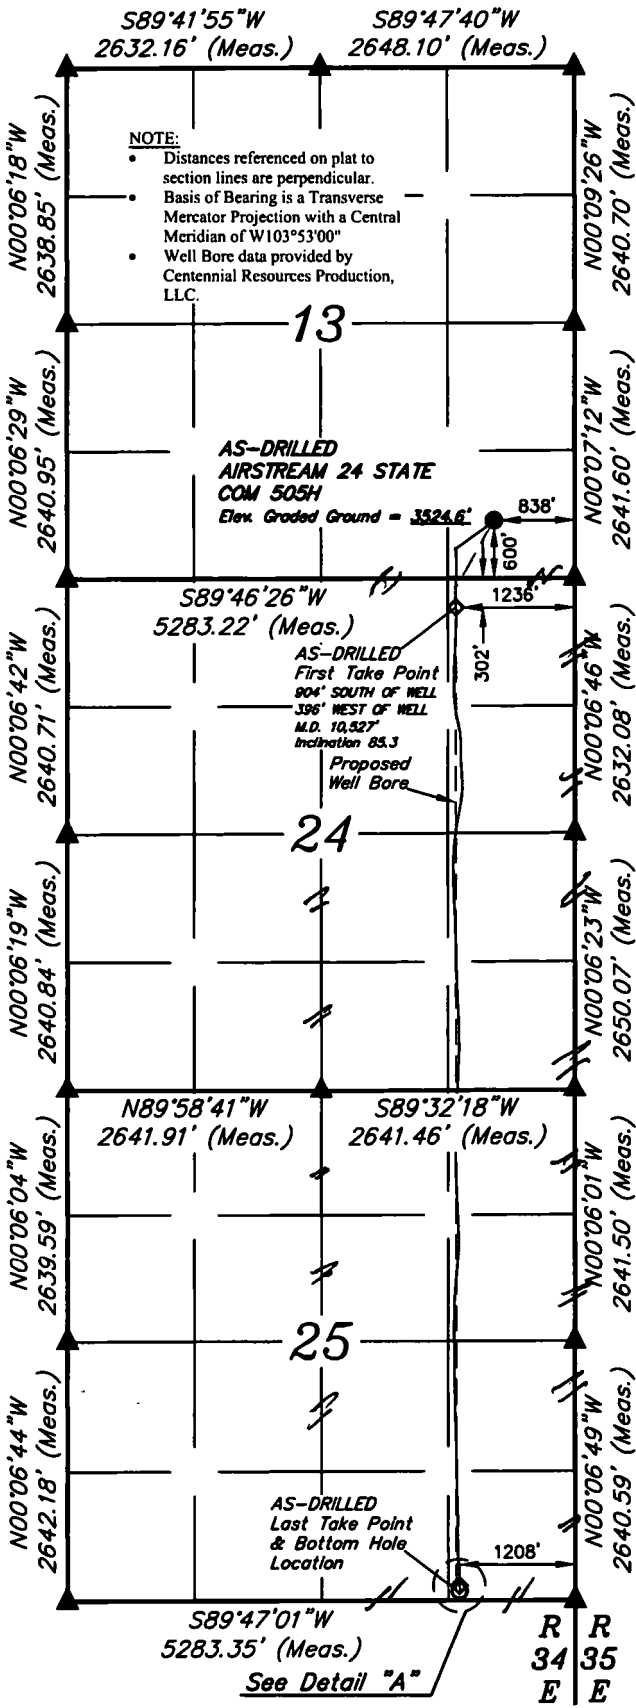 S89°41'55"W
2632.16' (Meas.)
S89°47'40"W
2648.10' (Meas.)
N00°06'18"W
2638.85' (Meas.)
N00°09'26"W
2640.70' (Meas.)
NOTE:
• Distances referenced on plat to
section lines are perpendicular.
• Basis of Bearing is a Transverse
Mercator Projection with a Central
Meridian of W103°53'00"
• Well Bore data provided by
Centennial Resources Production,
LLC.
13
N00°06'29"W
2640.95' (Meas.)
N00°07'12"W
2641.60' (Meas.)
AS-DRILLED
AIRSTREAM 24 STATE
COM 505H
Elev. Graded Ground = 3524.6'
838'
600'
S89°46'26"W
5283.22' (Meas.)
1236'
302'
AS-DRILLED
First Take Point
904' SOUTH OF WELL
396' WEST OF WELL
M.D. 10,527'
Inclination 85.3
Proposed
Well Bore
N00°06'42"W
2640.71' (Meas.)
N00°06'46"W
2632.08' (Meas.)
24
N00°06'19"W
2640.84' (Meas.)
N00°06'23"W
2650.07' (Meas.)
N89°58'41"W
2641.91' (Meas.)
S89°32'18"W
2641.46' (Meas.)
N00°06'04"W
2639.59' (Meas.)
N00°06'01"W
2641.50' (Meas.)
25
N00°06'44"W
2642.18' (Meas.)
N00°06'49"W
2640.59' (Meas.)
AS-DRILLED
Last Take Point
& Bottom Hole
Location
1208'
S89°47'01"W
5283.35' (Meas.)
See Detail "A"
R R
34 35
E E